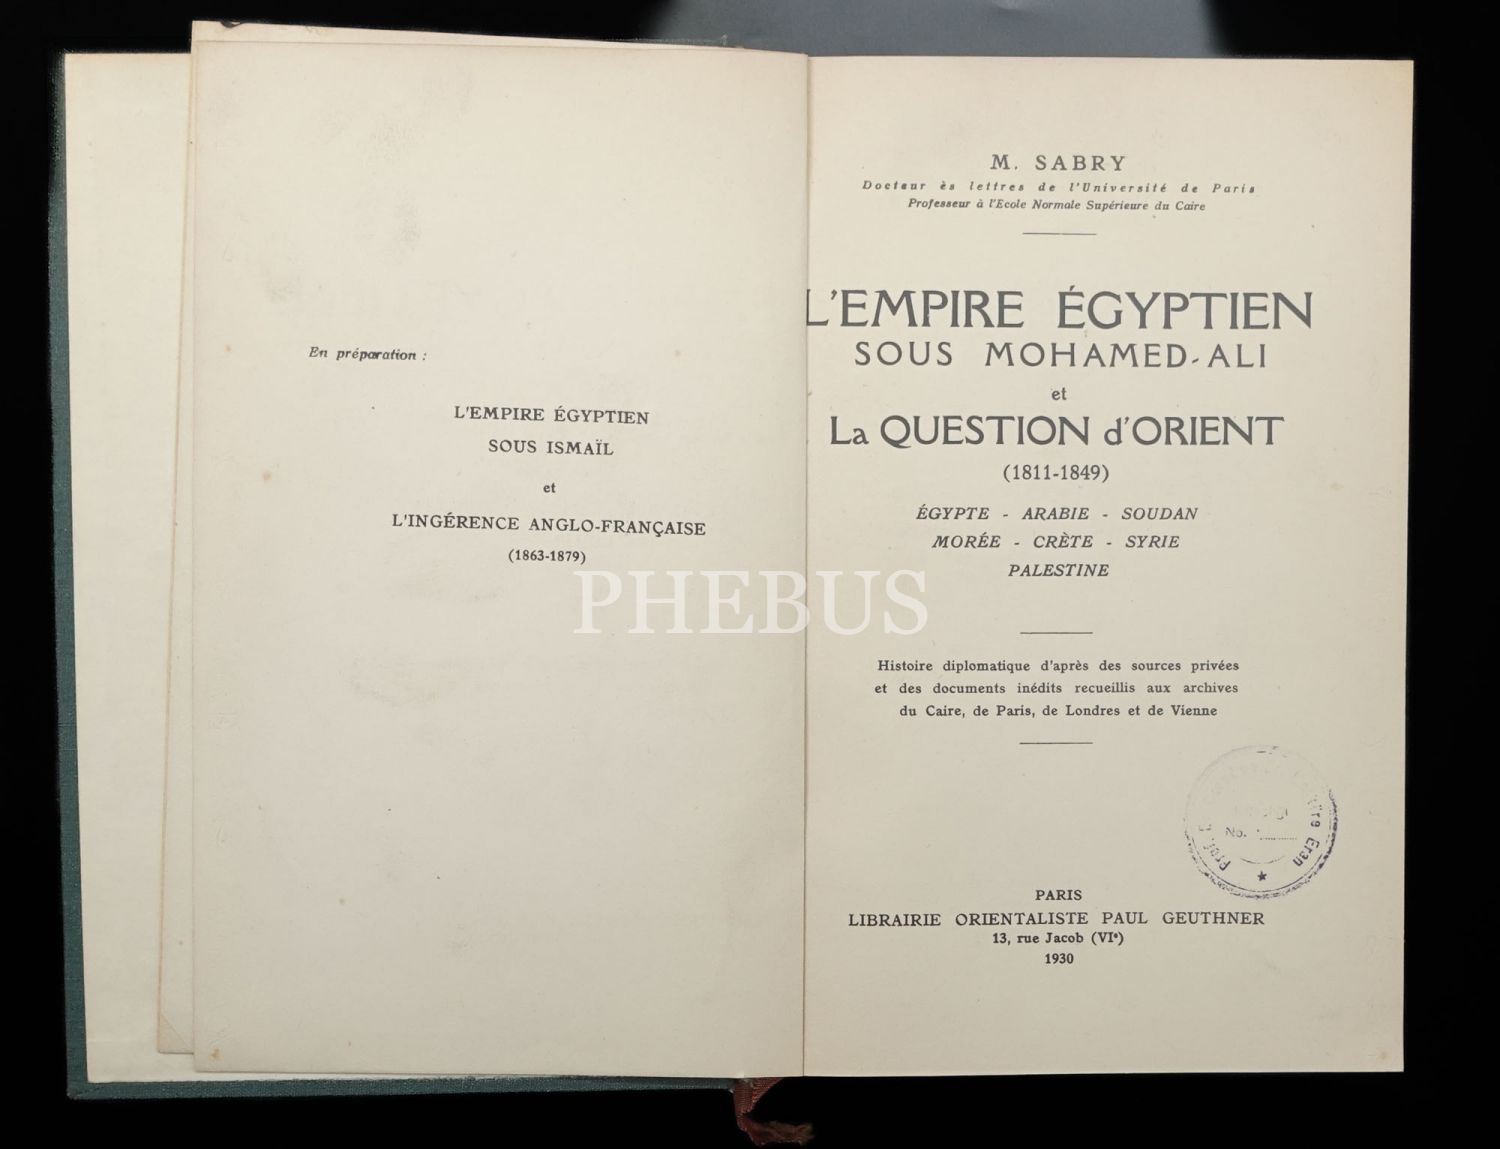 En préparation :
L'EMPIRE ÉGYPTIEN
SOUS ISMAÏL
et
L'INGÉRENCE ANGLO-FRANÇAISE
(1863-1879)
M. SABRY
Docteur ès lettres de l'Université de Paris
Professeur à l'Ecole Normale Supérieure du Caire
L'EMPIRE ÉGYPTIEN
SOUS MOHAMED-ALI
et
La QUESTION d'ORIENT
(1811-1849)
ÉGYPTE - ARABIE - SOUDAN
MORÉE - CRÈTE - SYRIE
PALESTINE
Histoire diplomatique d'après des sources privées
et des documents inédits recueillis aux archives
du Caire, de Paris, de Londres et de Vienne
PARIS
LIBRAIRIE ORIENTALISTE PAUL GEUTHNER
13, rue Jacob (VIe)
1930
No.
Eran
PHEBUS